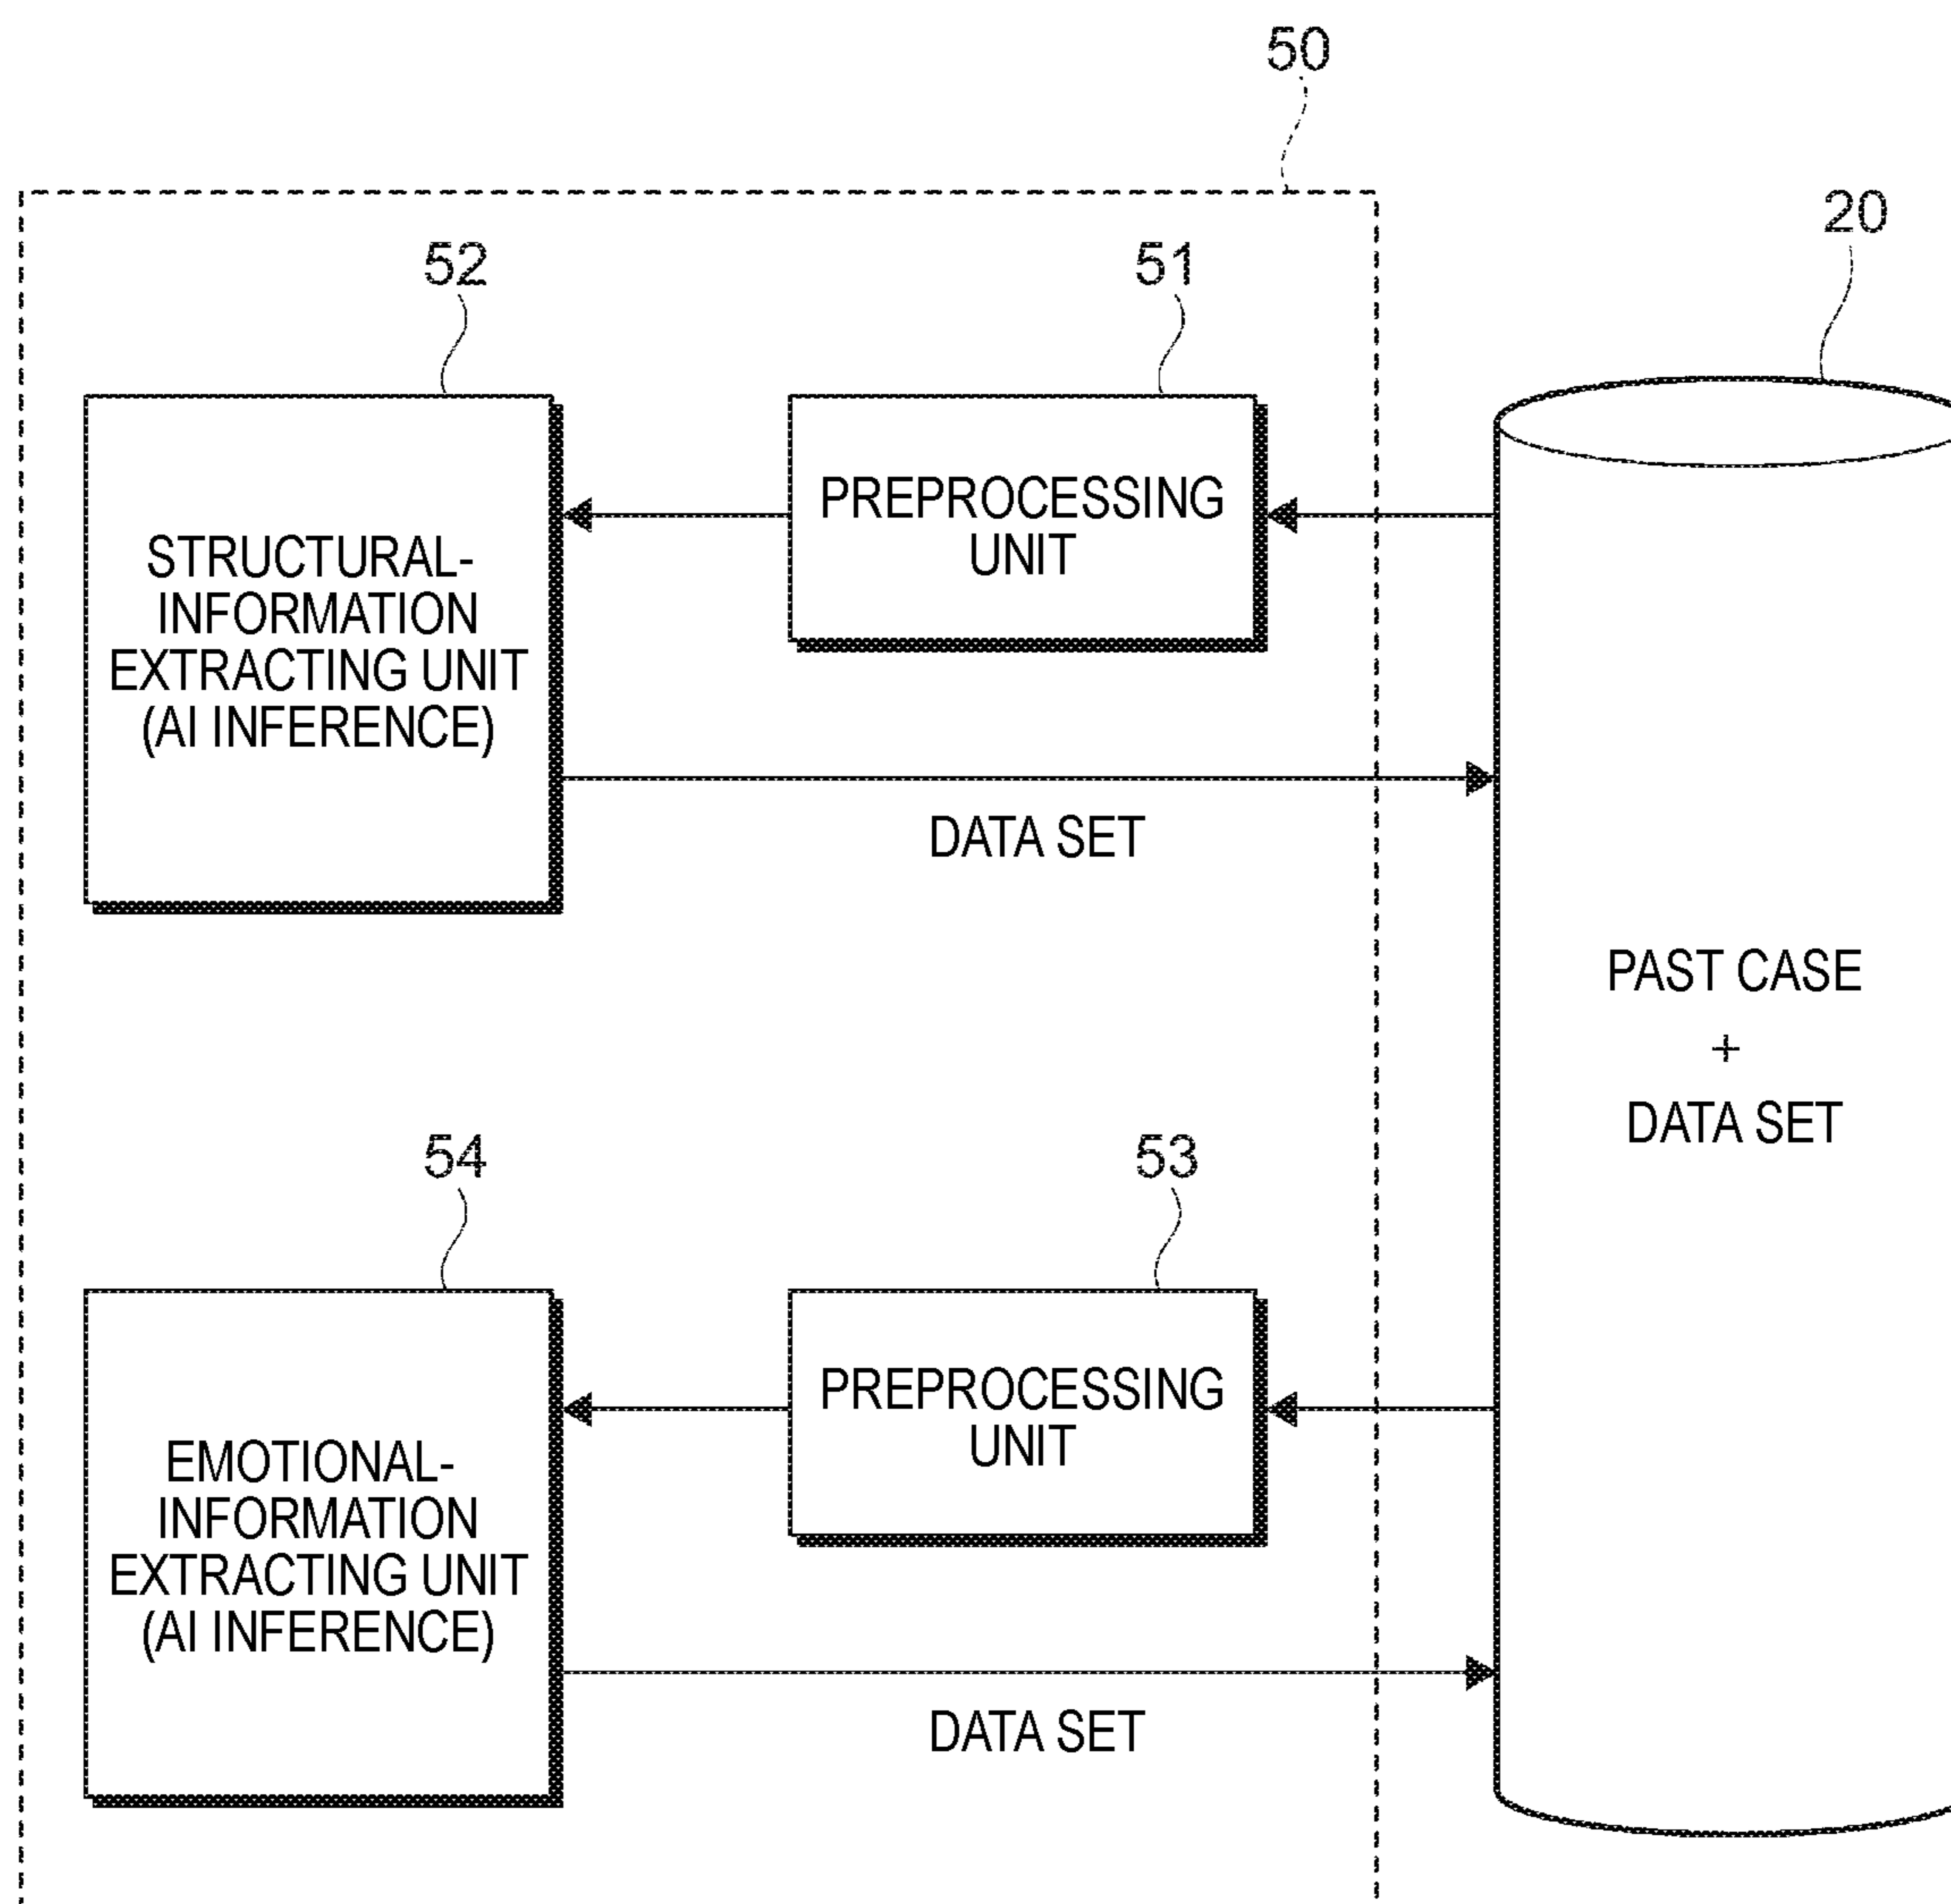 50
20
52
51
PREPROCESSING
UNIT
STRUCTURAL-
INFORMATION
EXTRACTING UNIT
(AI INFERENCE)
DATA SET
PAST CASE
+
DATA SET
54
53
PREPROCESSING
UNIT
EMOTIONAL-
INFORMATION
EXTRACTING UNIT
(AI INFERENCE)
DATA SET